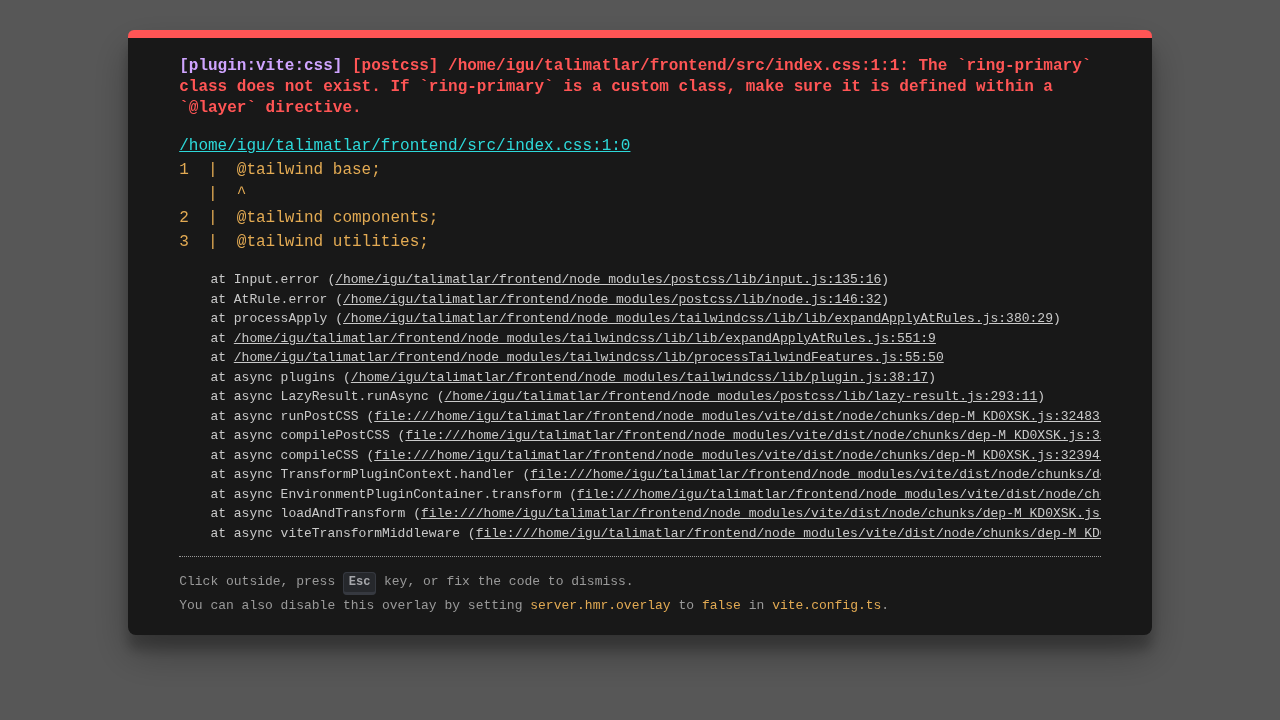 [plugin:vite:css] [postcss] /home/igu/talimatlar/frontend/src/index.css:1:1: The `ring-primary`
class does not exist. If `ring-primary` is a custom class, make sure it is defined within a
`@layer` directive.
/home/igu/talimatlar/frontend/src/index.css:1:0
1  |  @tailwind base;
   |  ^
2  |  @tailwind components;
3  |  @tailwind utilities;
at Input.error (/home/igu/talimatlar/frontend/node_modules/postcss/lib/input.js:135:16)
at AtRule.error (/home/igu/talimatlar/frontend/node_modules/postcss/lib/node.js:146:32)
at processApply (/home/igu/talimatlar/frontend/node_modules/tailwindcss/lib/lib/expandApplyAtRules.js:380:29)
at /home/igu/talimatlar/frontend/node_modules/tailwindcss/lib/lib/expandApplyAtRules.js:551:9
at /home/igu/talimatlar/frontend/node_modules/tailwindcss/lib/processTailwindFeatures.js:55:50
at async plugins (/home/igu/talimatlar/frontend/node_modules/tailwindcss/lib/plugin.js:38:17)
at async LazyResult.runAsync (/home/igu/talimatlar/frontend/node_modules/postcss/lib/lazy-result.js:293:11)
at async runPostCSS (file:///home/igu/talimatlar/frontend/node_modules/vite/dist/node/chunks/dep-M_KD0XSK.js:32483
at async compilePostCSS (file:///home/igu/talimatlar/frontend/node_modules/vite/dist/node/chunks/dep-M_KD0XSK.js:3
at async compileCSS (file:///home/igu/talimatlar/frontend/node_modules/vite/dist/node/chunks/dep-M_KD0XSK.js:32394
at async TransformPluginContext.handler (file:///home/igu/talimatlar/frontend/node_modules/vite/dist/node/chunks/de
at async EnvironmentPluginContainer.transform (file:///home/igu/talimatlar/frontend/node_modules/vite/dist/node/ch
at async loadAndTransform (file:///home/igu/talimatlar/frontend/node_modules/vite/dist/node/chunks/dep-M_KD0XSK.js
at async viteTransformMiddleware (file:///home/igu/talimatlar/frontend/node_modules/vite/dist/node/chunks/dep-M_KD
Click outside, press Esc key, or fix the code to dismiss.
You can also disable this overlay by setting server.hmr.overlay to false in vite.config.ts.